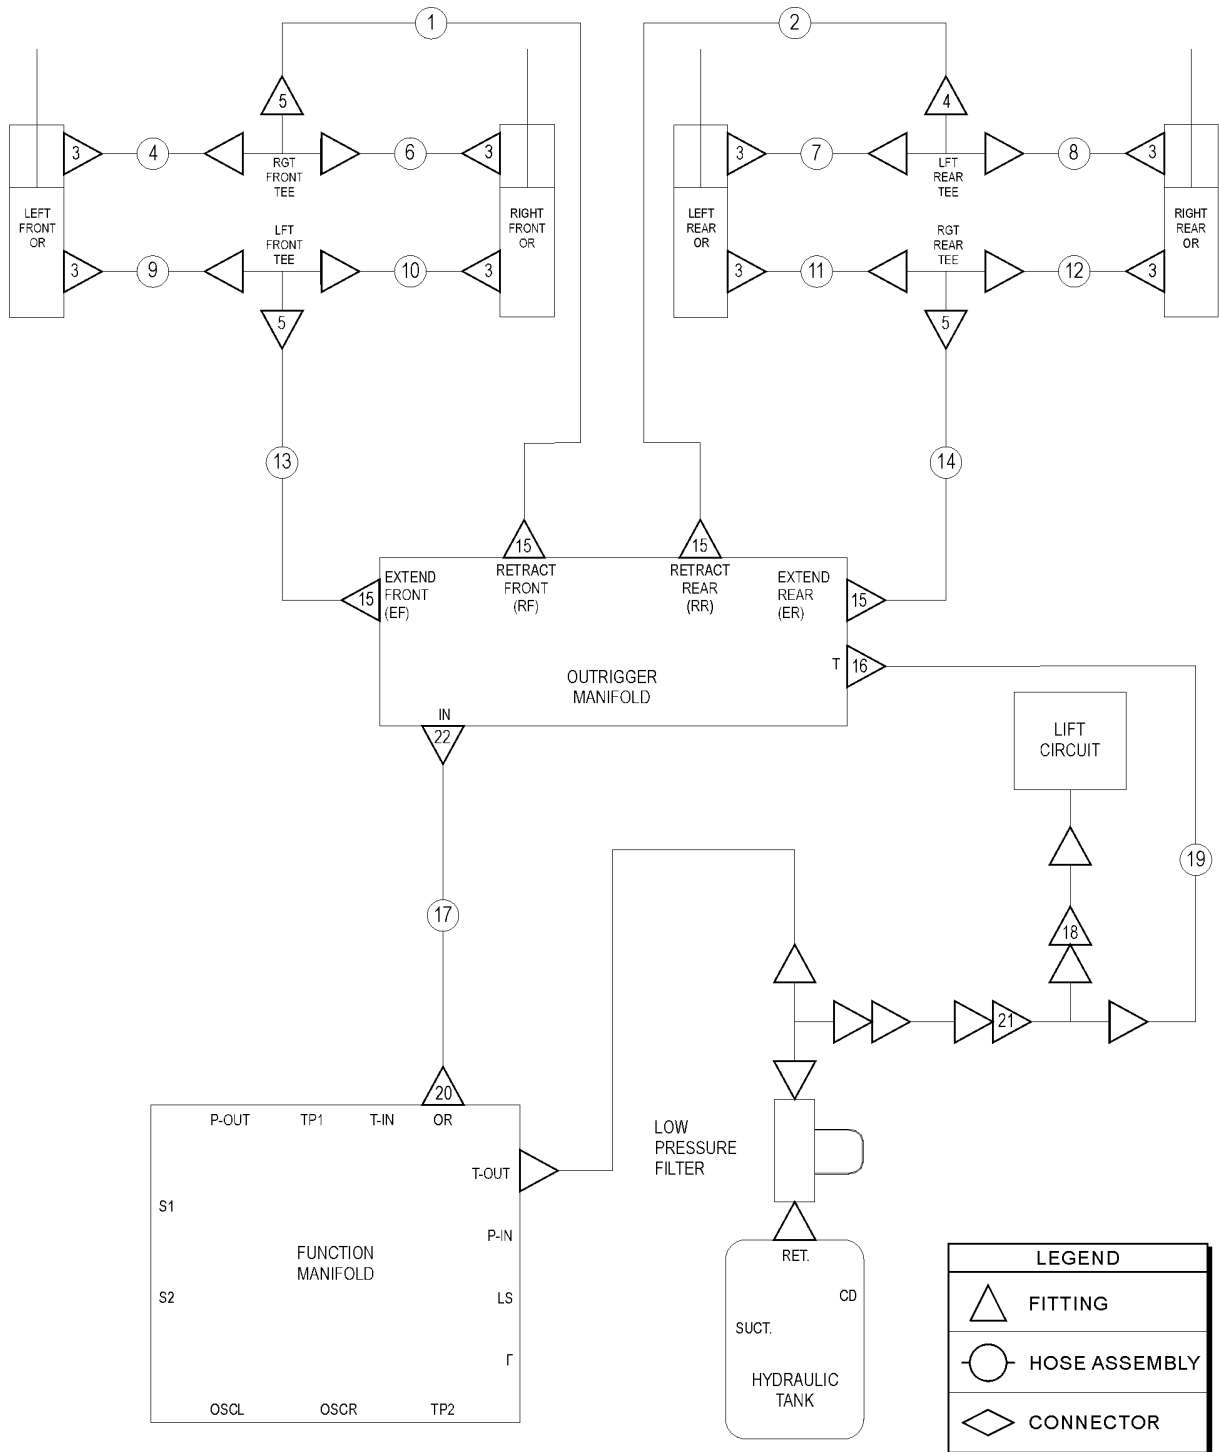 1
2
5
4
3
4
6
3
3
7
8
3
RGT
FRONT
TEE
LFT
REAR
TEE
LEFT
FRONT
OR
RIGHT
FRONT
OR
LEFT
REAR
OR
RIGHT
REAR
OR
LFT
FRONT
TEE
RGT
REAR
TEE
3
9
10
3
3
11
12
3
5
5
13
14
15
15
15
EXTEND
FRONT
(EF)
RETRACT
FRONT
(RF)
RETRACT
REAR
(RR)
EXTEND
REAR
(ER)
15
T
16
OUTRIGGER
MANIFOLD
IN
22
LIFT
CIRCUIT
19
17
18
21
20
P-OUT
TP1
T-IN
OR
LOW
PRESSURE
FILTER
T-OUT
S1
P-IN
FUNCTION
MANIFOLD
S2
LS
Γ
OSCL
OSCR
TP2
RET.
CD
SUCT.
HYDRAULIC
TANK
LEGEND
FITTING
HOSE ASSEMBLY
CONNECTOR